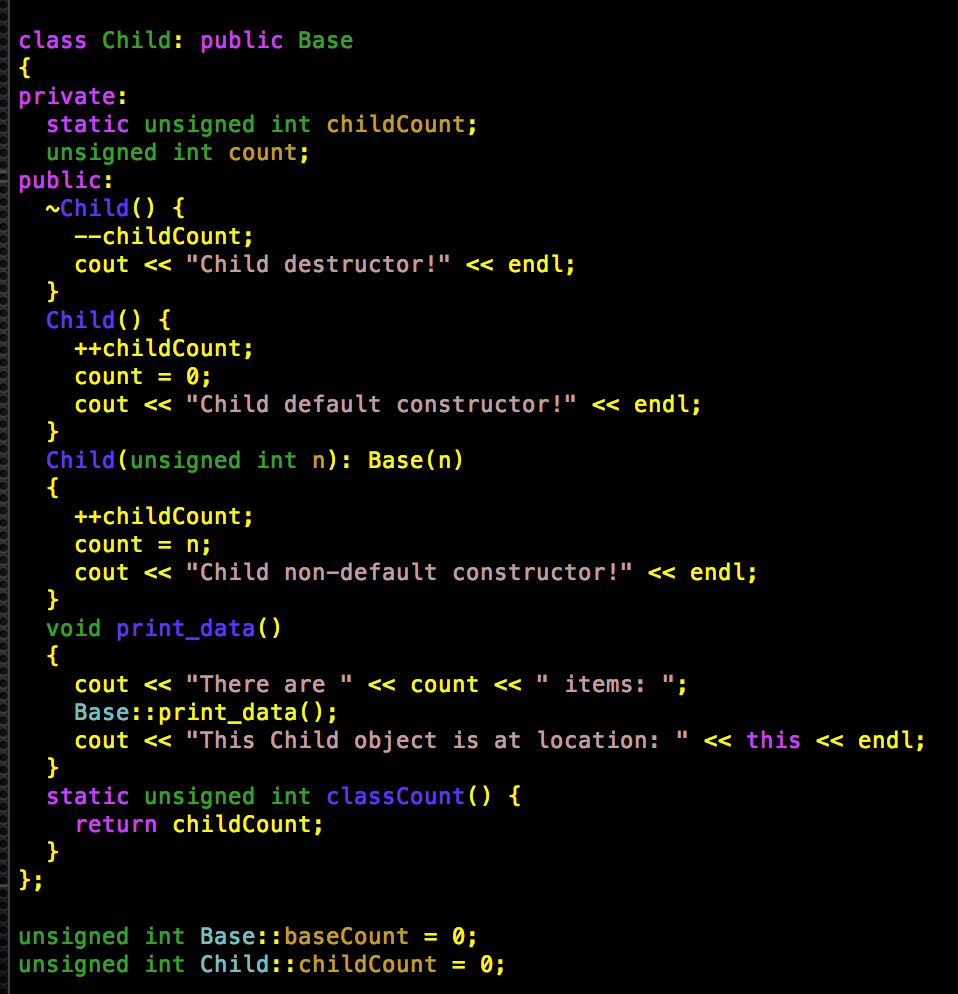 class Child: public Base
{
private:
  static unsigned int childCount;
  unsigned int count;
public:
  ~Child() {
    --childCount;
    cout << "Child destructor!" << endl;
  }
  Child() {
    ++childCount;
    count = 0;
    cout << "Child default constructor!" << endl;
  }
  Child(unsigned int n): Base(n)
  {
    ++childCount;
    count = n;
    cout << "Child non-default constructor!" << endl;
  }
  void print_data()
  {
    cout << "There are " << count << " items: ";
    Base::print_data();
    cout << "This Child object is at location: " << this << endl;
  }
  static unsigned int classCount() {
    return childCount;
  }
};

unsigned int Base::baseCount = 0;
unsigned int Child::childCount = 0;